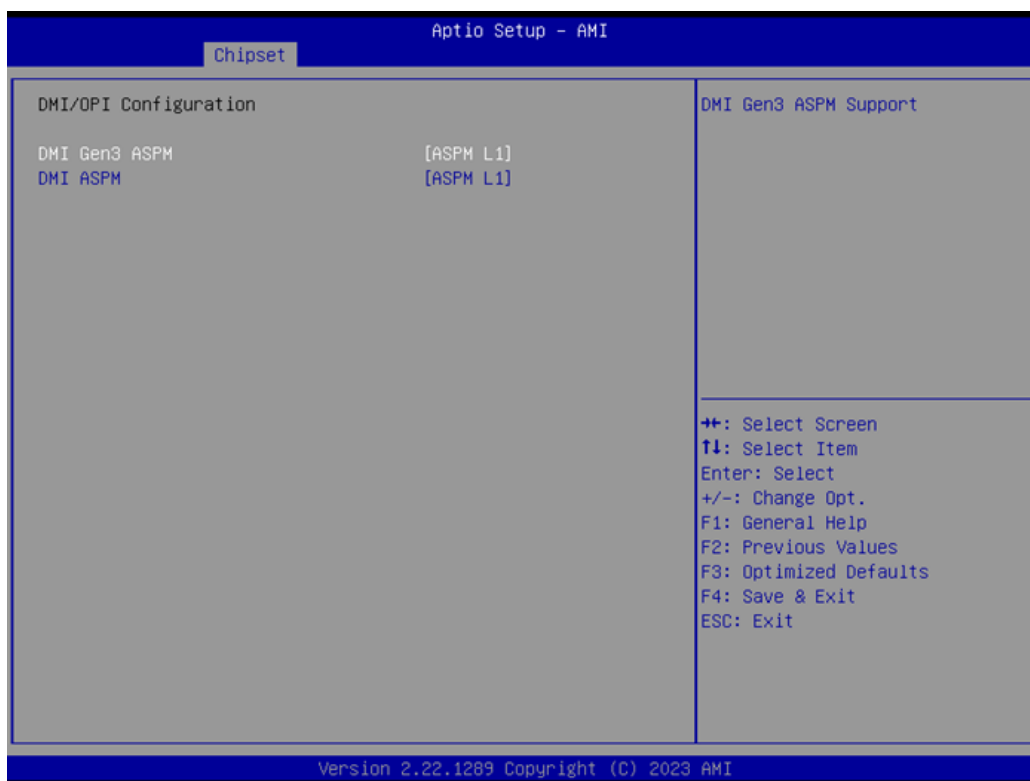 Aptio Setup – AMI
Chipset
DMI/OPI Configuration
DMI Gen3 ASPM [ASPM L1]
DMI ASPM [ASPM L1]
DMI Gen3 ASPM Support
→←: Select Screen
↑↓: Select Item
Enter: Select
+/-: Change Opt.
F1: General Help
F2: Previous Values
F3: Optimized Defaults
F4: Save & Exit
ESC: Exit
Version 2.22.1289 Copyright (C) 2023 AMI